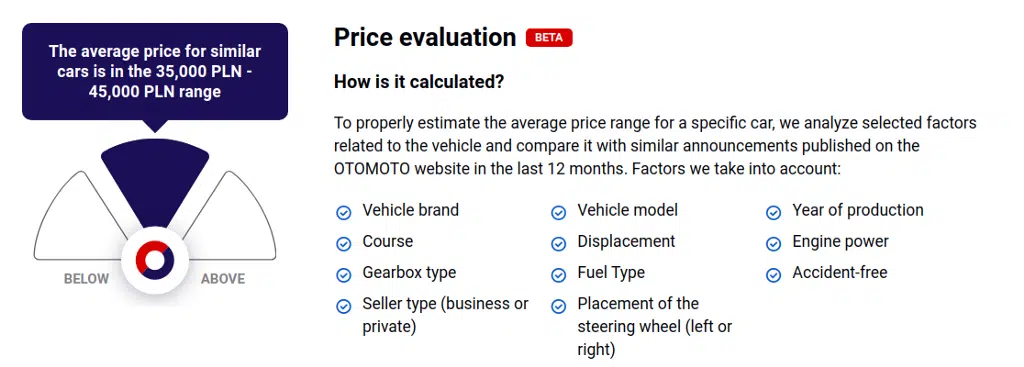 The average price for similar
cars is in the 35,000 PLN -
45,000 PLN range
BELOW
ABOVE
Price evaluation BETA
How is it calculated?
To properly estimate the average price range for a specific car, we analyze selected factors
related to the vehicle and compare it with similar announcements published on the
OTOMOTO website in the last 12 months. Factors we take into account:
Vehicle brand
Vehicle model
Year of production
Course
Displacement
Engine power
Gearbox type
Fuel Type
Accident-free
Seller type (business or
private)
Placement of the
steering wheel (left or
right)